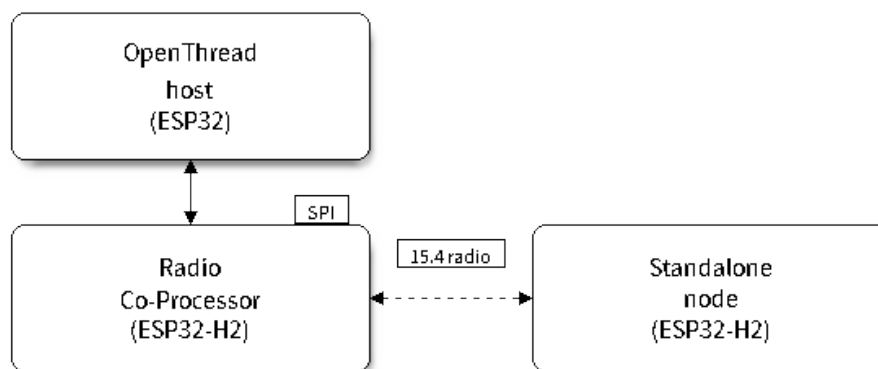 OpenThread
host
(ESP32)
SPI
Radio
Co-Processor
(ESP32-H2)
15.4 radio
Standalone
node
(ESP32-H2)